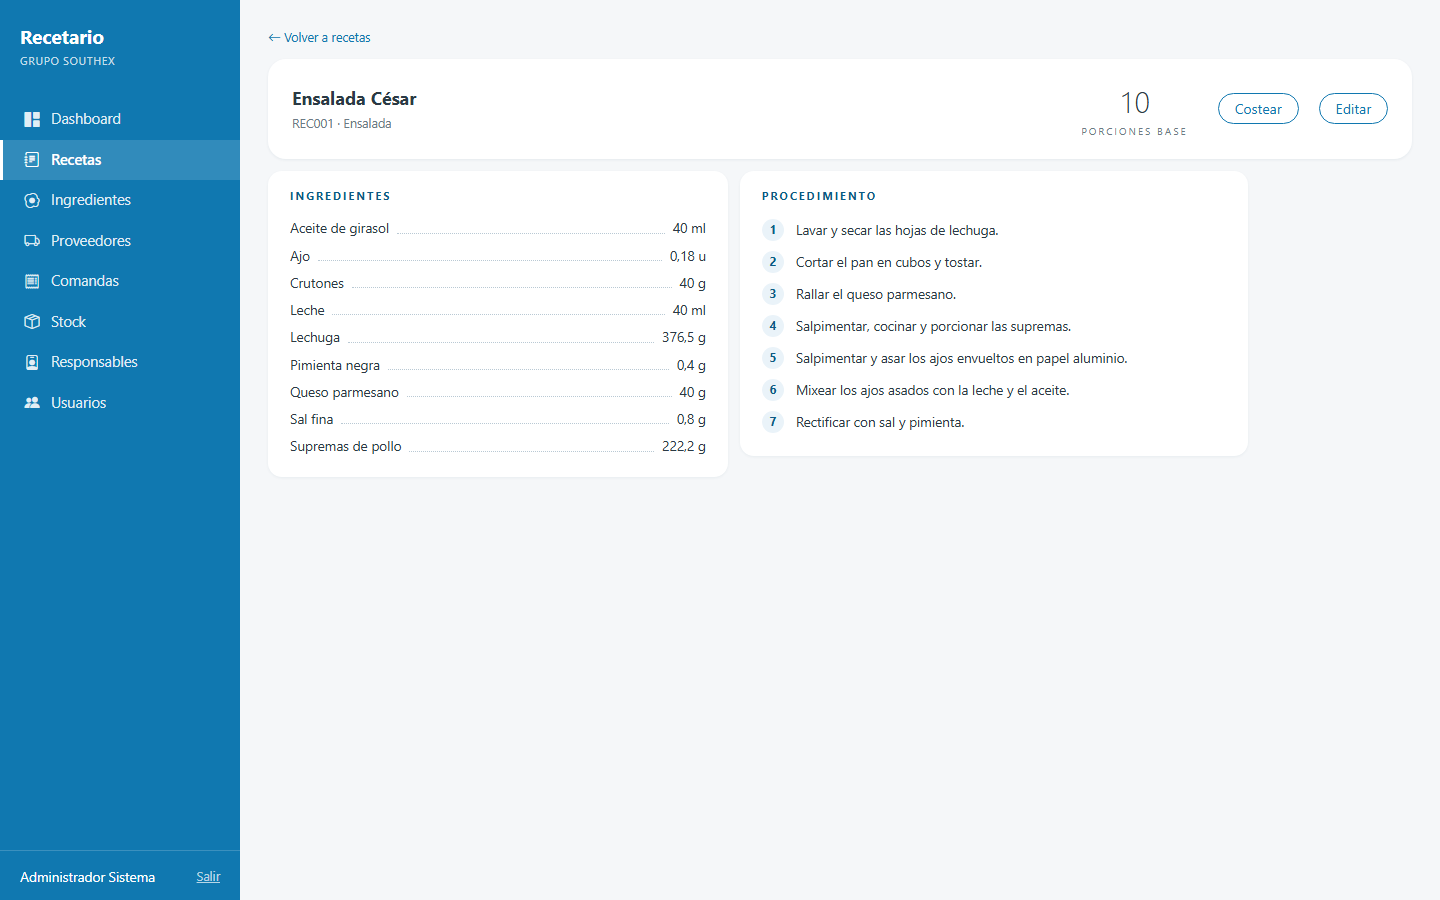 Recetario
GRUPO SOUTHEX
Dashboard
Recetas
Ingredientes
Proveedores
Comandas
Stock
Responsables
Usuarios
Administrador Sistema
Salir
← Volver a recetas
Ensalada César
REC001 · Ensalada
10
PORCIONES BASE
Costear
Editar
INGREDIENTES
Aceite de girasol 40 ml
Ajo 0,18 u
Crutones 40 g
Leche 40 ml
Lechuga 376,5 g
Pimienta negra 0,4 g
Queso parmesano 40 g
Sal fina 0,8 g
Supremas de pollo 222,2 g
PROCEDIMIENTO
1 Lavar y secar las hojas de lechuga.
2 Cortar el pan en cubos y tostar.
3 Rallar el queso parmesano.
4 Salpimentar, cocinar y porcionar las supremas.
5 Salpimentar y asar los ajos envueltos en papel aluminio.
6 Mixear los ajos asados con la leche y el aceite.
7 Rectificar con sal y pimienta.